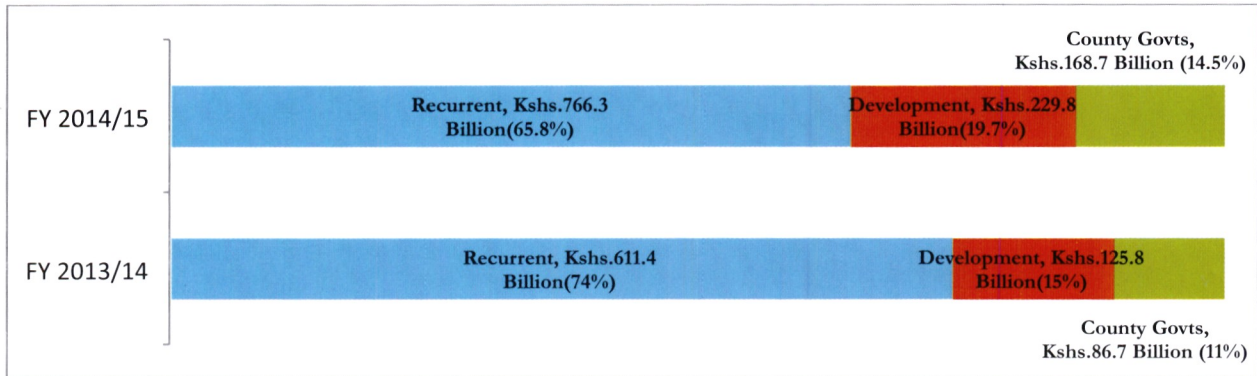 County Govts,
Kshs.168.7 Billion (14.5%)
FY 2014/15
Recurrent, Kshs.766.3
Billion(65.8%)
Development, Kshs.229.8
Billion(19.7%)
FY 2013/14
Recurrent, Kshs.611.4
Billion(74%)
Development, Kshs.125.8
Billion(15%)
County Govts,
Kshs.86.7 Billion (11%)